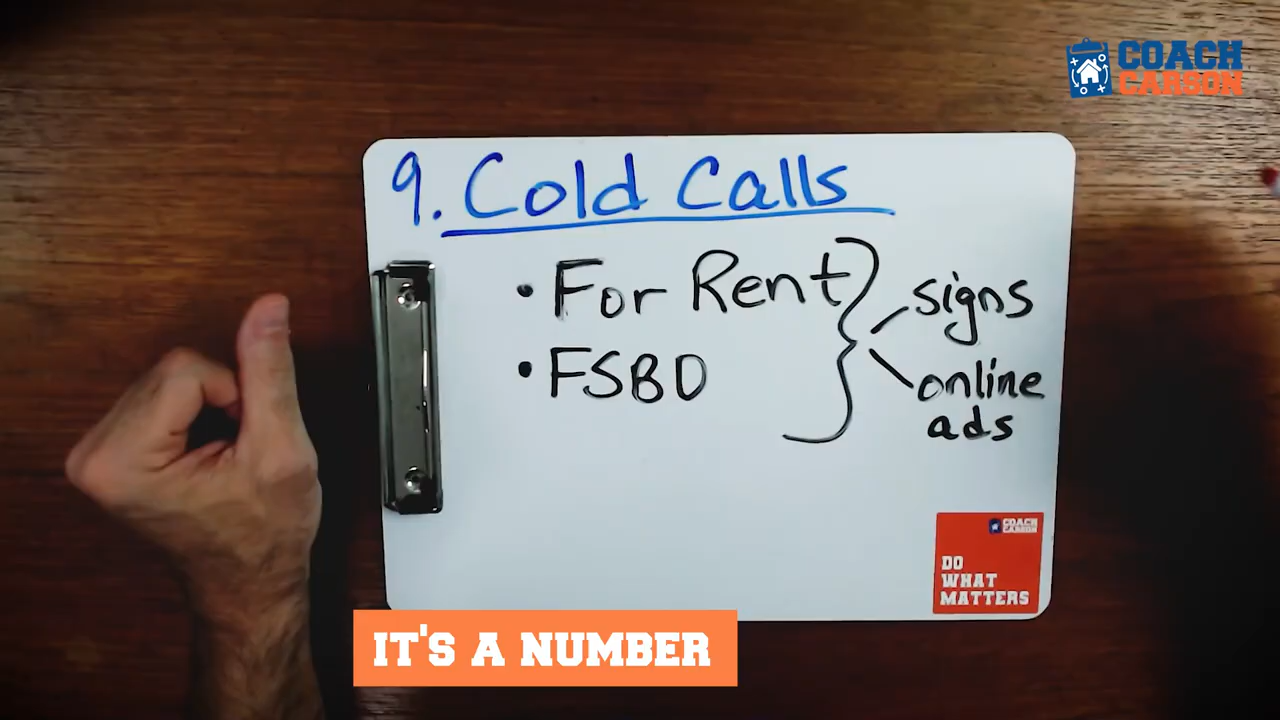 COACH
CARSON
9. Cold Calls
• For Rent
• FSBO
signs
online
ads
COACH
CARSON
DO
WHAT
MATTERS
IT'S A NUMBER